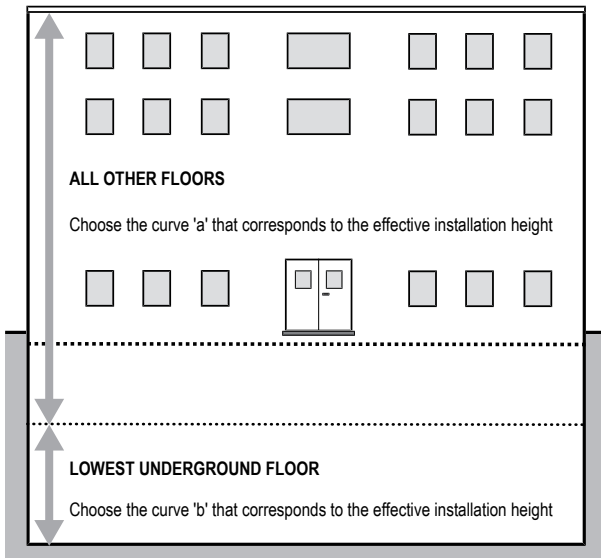 ALL OTHER FLOORS
Choose the curve 'a' that corresponds to the effective installation height
LOWEST UNDERGROUND FLOOR
Choose the curve 'b' that corresponds to the effective installation height